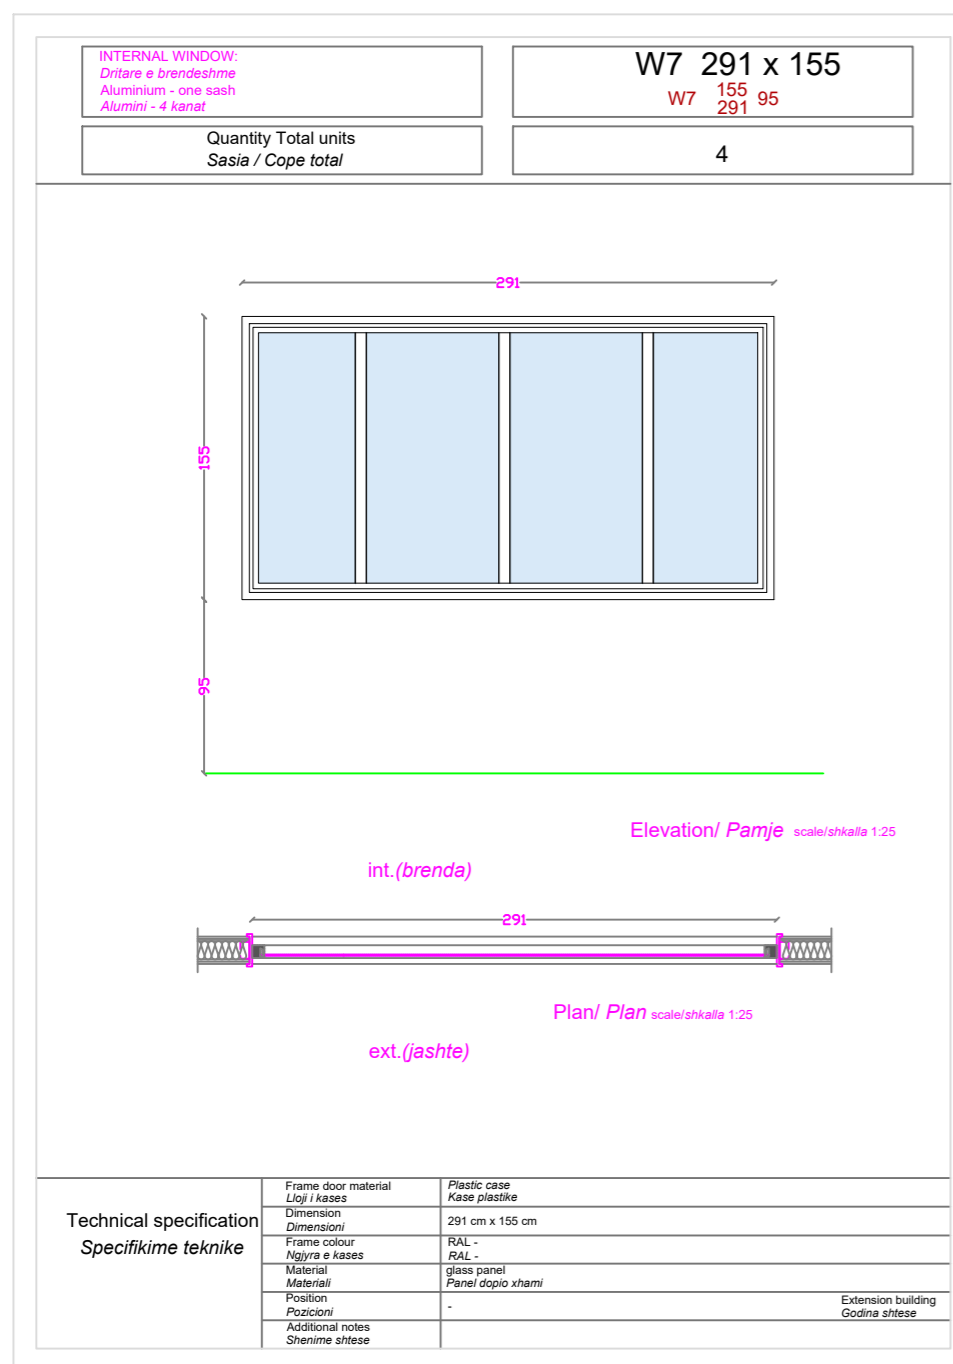 INTERNAL WINDOW:
Dritare e brendeshme
Aluminium - one sash
Alumini - 4 kanat
W7 291 x 155
W7 155 95
291
Quantity Total units
Sasia / Cope total
4
291
155
95
Elevation/ Pamje scale/shkalla 1:25
int.(brenda)
291
Plan/ Plan scale/shkalla 1:25
ext.(jashte)
Technical specification
Specifikime teknike
Frame door material
Lloji i kases
Plastic case
Kase plastike
Dimension
Dimensioni
291 cm x 155 cm
Frame colour
Ngjyra e kases
RAL -
RAL -
Material
Materiali
glass panel
Panel dopio xhami
Position
Pozicioni
-
Extension building
Godina shtese
Additional notes
Shenime shtese